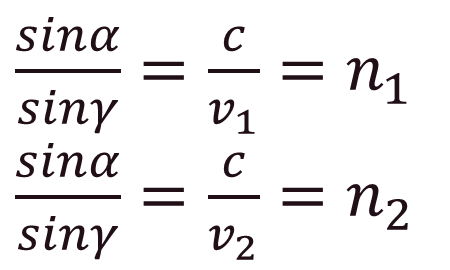 sinα/sinγ = c/v₁ = n₁
sinα/sinγ = c/v₂ = n₂